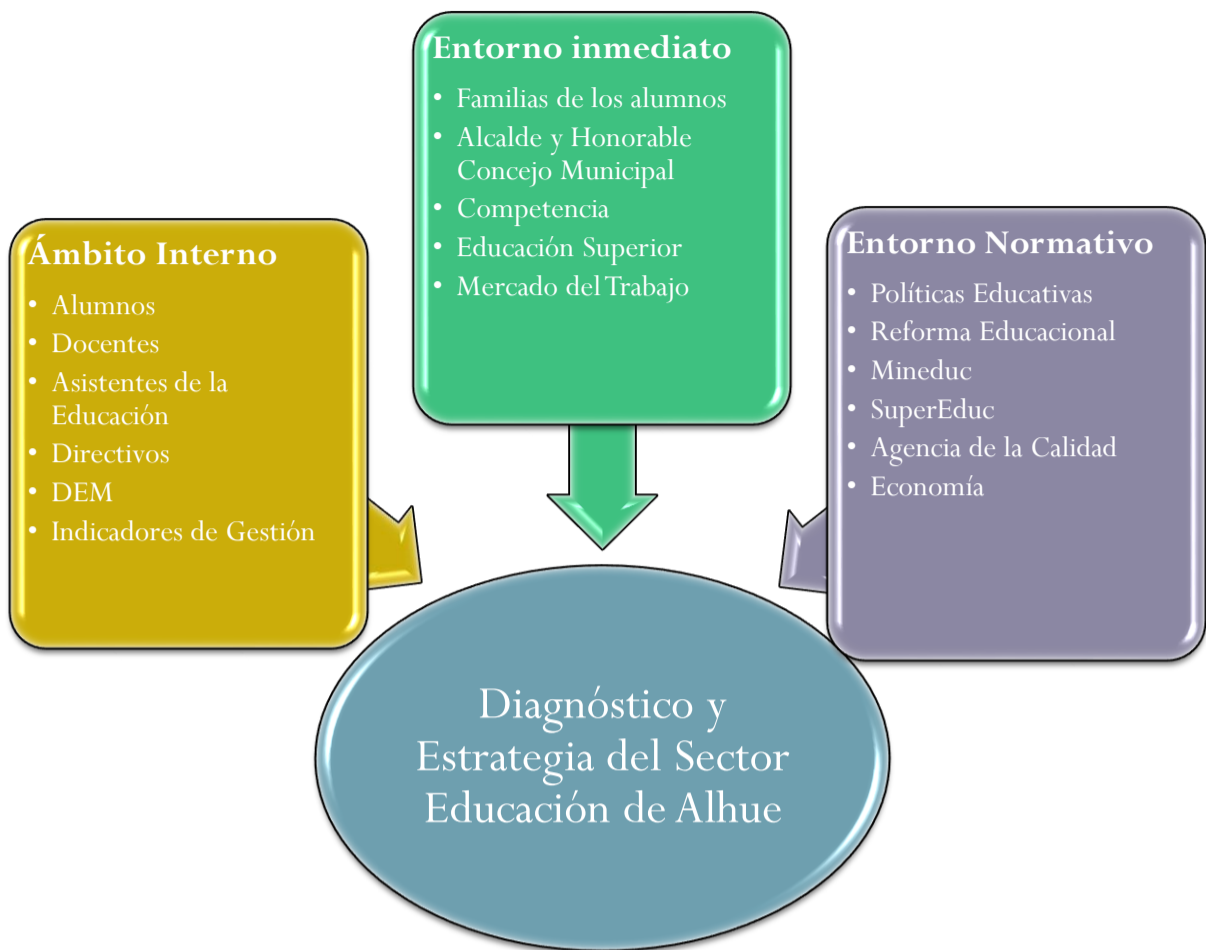 Entorno inmediato
• Familias de los alumnos
• Alcalde y Honorable
Concejo Municipal
• Competencia
• Educación Superior
• Mercado del Trabajo
Ámbito Interno
• Alumnos
• Docentes
• Asistentes de la
Educación
• Directivos
• DEM
• Indicadores de Gestión
Entorno Normativo
• Políticas Educativas
• Reforma Educacional
• Mineduc
• SuperEduc
• Agencia de la Calidad
• Economía
Diagnóstico y
Estrategia del Sector
Educación de Alhue